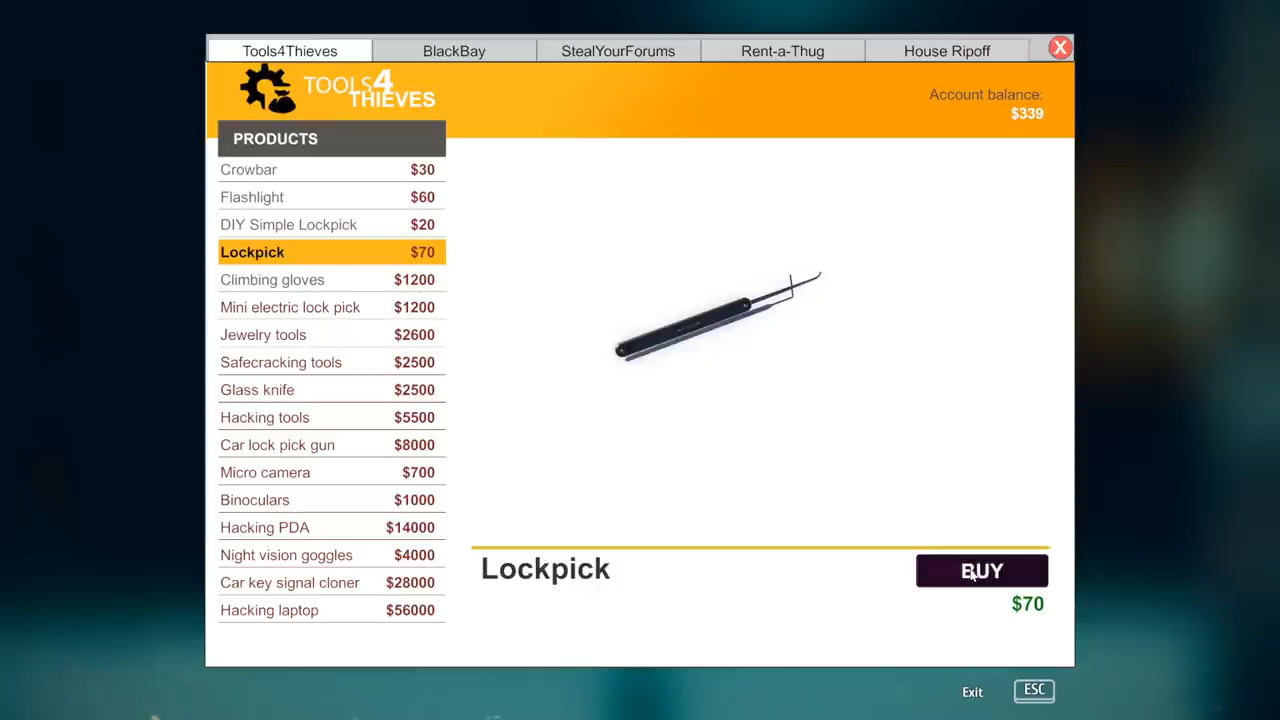 Tools4Thieves BlackBay StealYourForums Rent-a-Thug House Ripoff X
TOOLS4
THIEVES
Account balance:
$339
PRODUCTS
Crowbar $30
Flashlight $60
DIY Simple Lockpick $20
Lockpick $70
Climbing gloves $1200
Mini electric lock pick $1200
Jewelry tools $2600
Safecracking tools $2500
Glass knife $2500
Hacking tools $5500
Car lock pick gun $8000
Micro camera $700
Binoculars $1000
Hacking PDA $14000
Night vision goggles $4000
Car key signal cloner $28000
Hacking laptop $56000
Lockpick
BUY
$70
Exit ESC